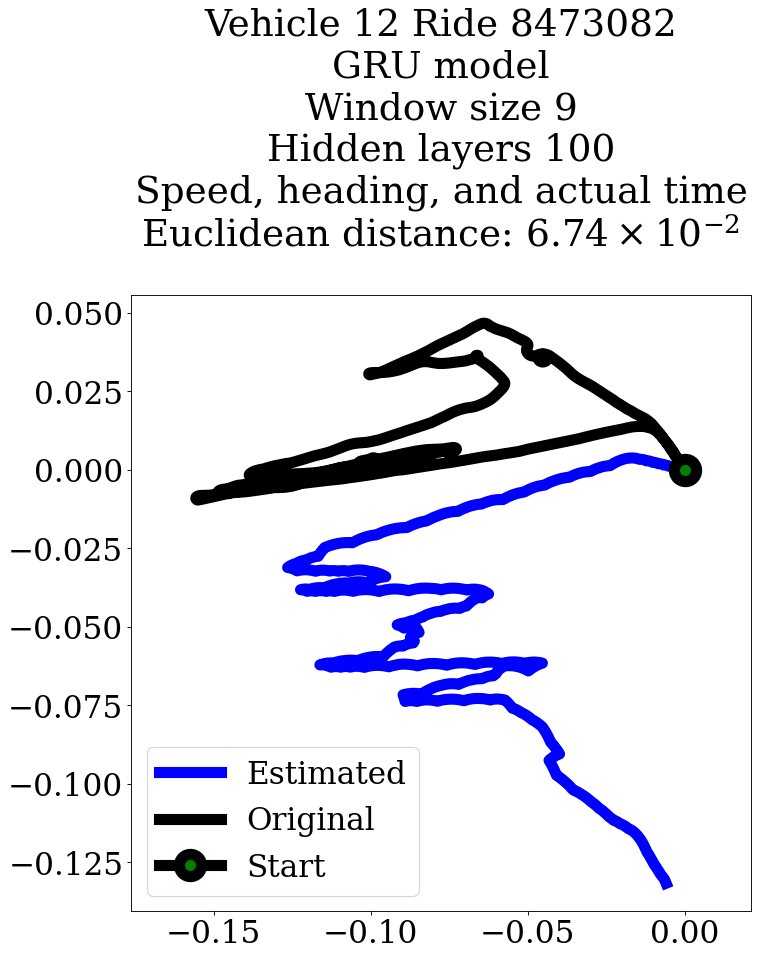 Vehicle 12 Ride 8473082
GRU model
Window size 9
Hidden layers 100
Speed, heading, and actual time
Euclidean distance: 6.74 × 10⁻²
0.050
0.025
0.000
−0.025
−0.050
−0.075
−0.100
−0.125
Estimated
Original
Start
−0.15 −0.10 −0.05 0.00